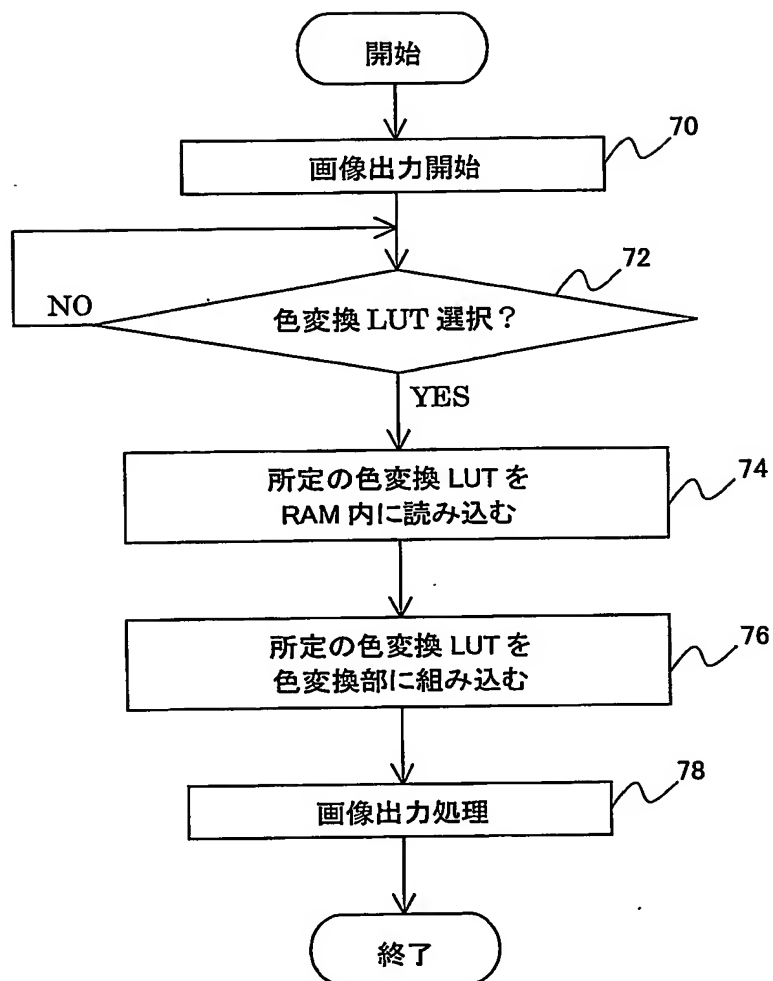 開始
画像出力開始
70
色変換 LUT 選択?
72
NO
YES
所定の色変換 LUT を
RAM 内に読み込む
74
所定の色変換 LUT を
色変換部に組み込む
76
画像出力処理
78
終了